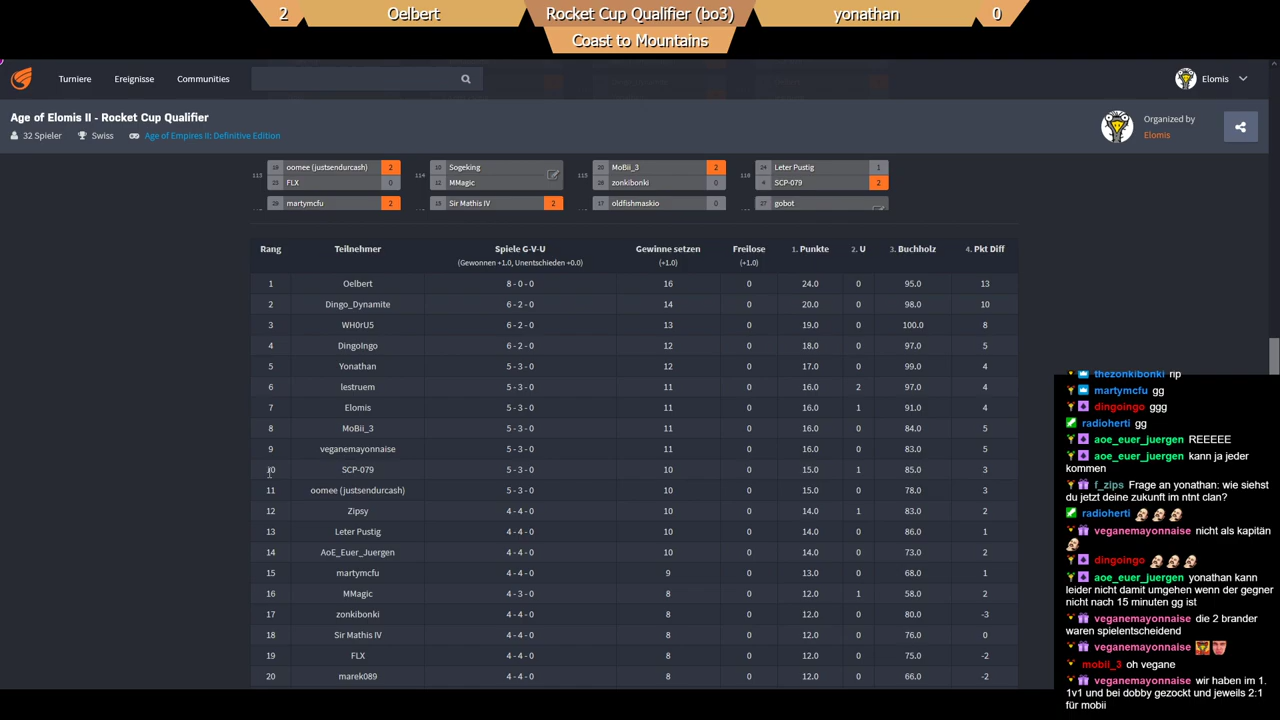 2 Oelbert Rocket Cup Qualifier (bo3) yonathan 0
Coast to Mountains
Turniere Ereignisse Communities Elomis
Age of Elomis II - Rocket Cup Qualifier
32 Spieler Swiss Age of Empires II: Definitive Edition
Organized by
Elomis
113 oomee (justsendurcash) 2 114 10 Sogeking 115 20 MoBii_3 2 116 24 Leter Pustig 1
FLX 0 12 MMagic zonkibonki 0 SCP-079 2
martymcfu 2 Sir Mathis IV 2 17 oldfishmaskio 0 27 gobot
Rang Teilnehmer Spiele G-V-U Gewinne setzen Freilose 1. Punkte 2. U 3. Buchholz 4. Pkt Diff
(Gewonnen +1.0, Unentschieden +0.0) (+1.0) (+1.0)
1 Oelbert 8 - 0 - 0 16 0 24.0 0 95.0 13
2 Dingo_Dynamite 6 - 2 - 0 14 0 20.0 0 98.0 10
3 WH0rU5 6 - 2 - 0 13 0 19.0 0 100.0 8
4 DingoIngo 6 - 2 - 0 12 0 18.0 0 97.0 5
5 Yonathan 5 - 3 - 0 12 0 17.0 0 99.0 4
6 lestruem 5 - 3 - 0 11 0 16.0 2 97.0 4
7 Elomis 5 - 3 - 0 11 0 16.0 1 91.0 4
8 MoBii_3 5 - 3 - 0 11 0 16.0 0 84.0 5
9 veganemayonnaise 5 - 3 - 0 11 0 16.0 0 83.0 5
10 SCP-079 5 - 3 - 0 10 0 15.0 1 85.0 3
11 oomee (justsendurcash) 5 - 3 - 0 10 0 15.0 0 78.0 3
12 Zipsy 4 - 4 - 0 10 0 14.0 1 83.0 2
13 Leter Pustig 4 - 4 - 0 10 0 14.0 0 86.0 1
14 AoE_Euer_Juergen 4 - 4 - 0 10 0 14.0 0 73.0 2
15 martymcfu 4 - 4 - 0 9 0 13.0 0 68.0 1
16 MMagic 4 - 3 - 0 8 0 12.0 1 58.0 2
17 zonkibonki 4 - 4 - 0 8 0 12.0 0 80.0 -3
18 Sir Mathis IV 4 - 4 - 0 8 0 12.0 0 76.0 0
19 FLX 4 - 4 - 0 8 0 12.0 0 75.0 -2
20 marek089 4 - 4 - 0 8 0 12.0 0 66.0 -2
thezonkibonki rip
martymcfu gg
dingoingo ggg
radioherti gg
aoe_euer_juergen REEEEE
aoe_euer_juergen kann ja jeder
kommen
f_zips Frage an yonathan: wie siehst
du jetzt deine zukunft im ntnt clan?
radioherti
veganemayonnaise nicht als kapitän
dingoingo
aoe_euer_juergen yonathan kann
leider nicht damit umgehen wenn der gegner
nicht nach 15 minuten gg ist
veganemayonnaise die 2 brander
waren spielentscheidend
veganemayonnaise
mobii_3 oh vegane
veganemayonnaise wir haben im 1.
1v1 und bei dobby gezockt und jeweils 2:1
für mobii